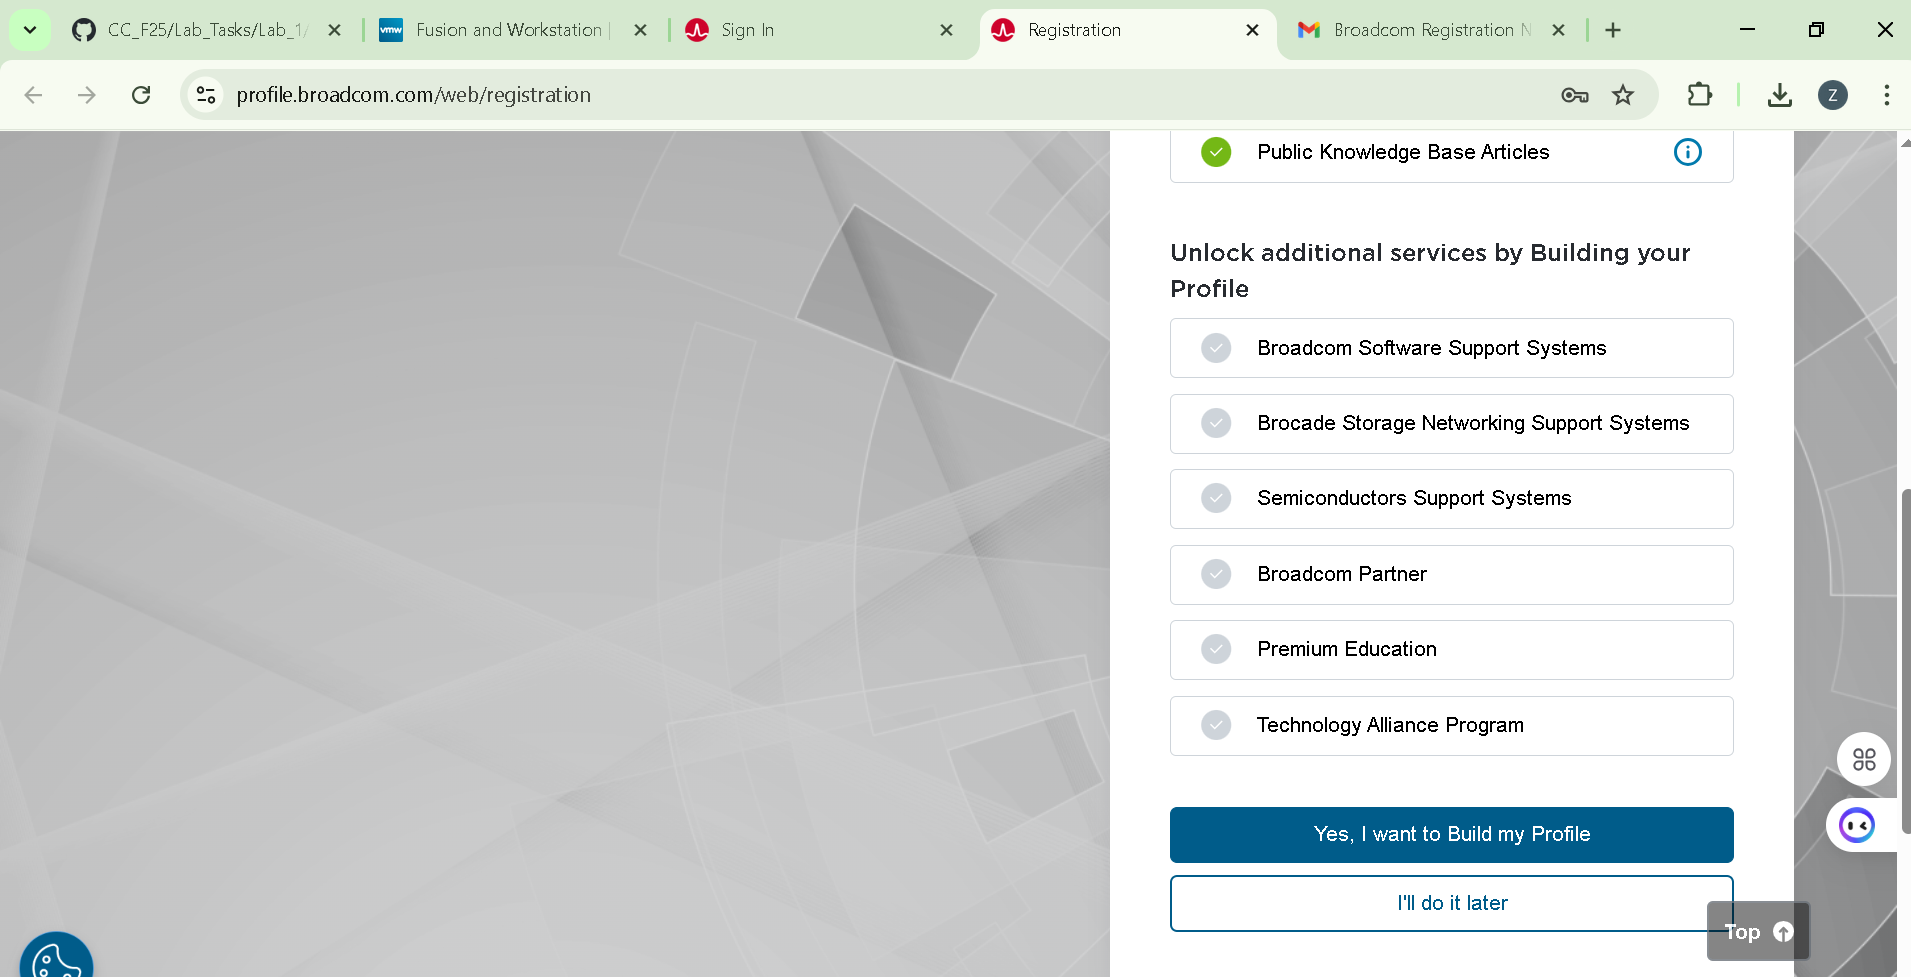 CC_F25/Lab_Tasks/Lab_1/
vmw
Fusion and Workstation |
Sign In
Registration
Broadcom Registration N
profile.broadcom.com/web/registration
Z
Public Knowledge Base Articles
Unlock additional services by Building your
Profile
Broadcom Software Support Systems
Brocade Storage Networking Support Systems
Semiconductors Support Systems
Broadcom Partner
Premium Education
Technology Alliance Program
Yes, I want to Build my Profile
I'll do it later
Top